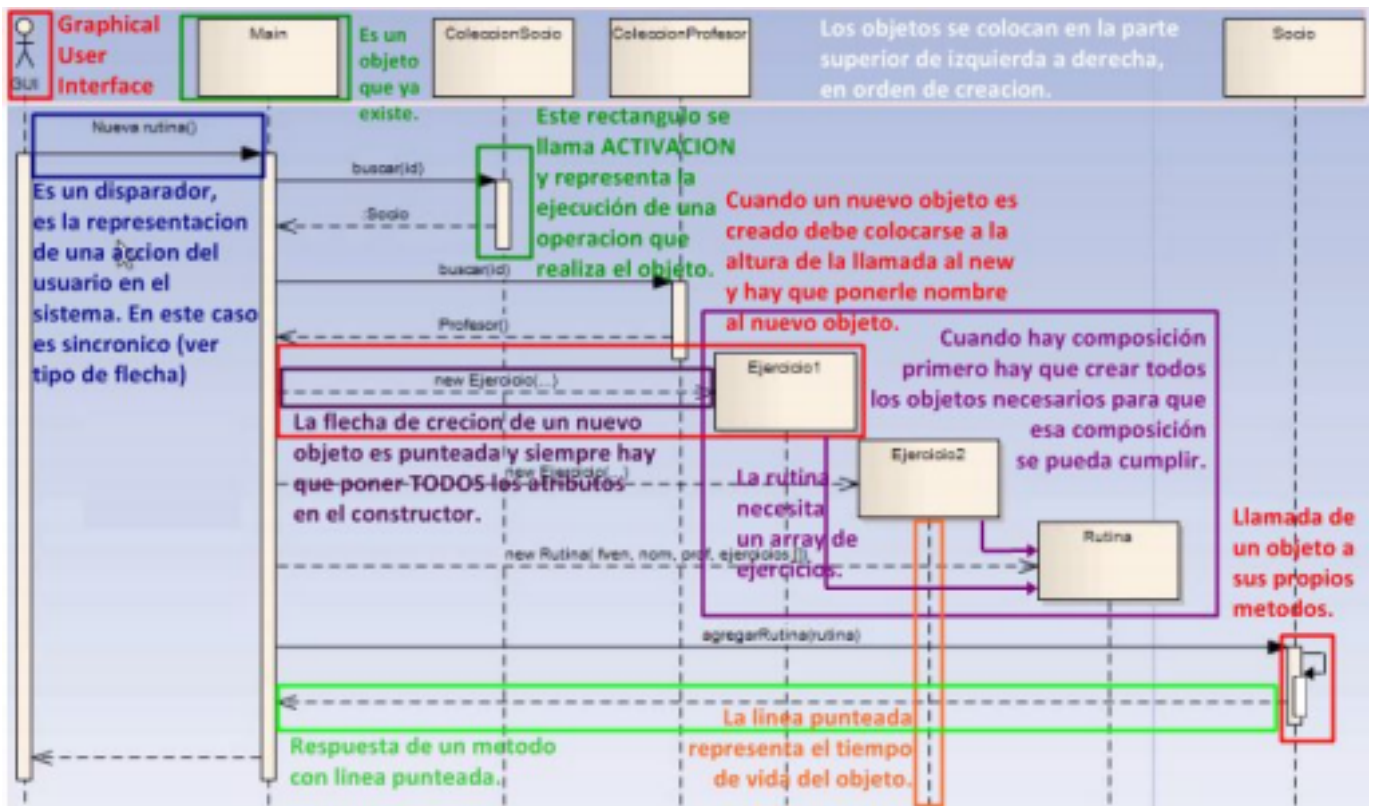 Graphical
User
Interface
GUI
Main
Es un
objeto
que ya
existe.
ColeccionSocio
ColeccionProfesor
Los objetos se colocan en la parte
superior de izquierda a derecha,
en orden de creacion.
Socio
Nueva rutina()
Es un disparador,
es la representacion
de una accion del
usuario en el
sistema. En este caso
es sincronico (ver
tipo de flecha)
buscar(id)
:Socio
buscar(id)
Profesor()
Este rectangulo se
llama ACTIVACION
y representa la
ejecución de una
operacion que
realiza el objeto.
Cuando un nuevo objeto es
creado debe colocarse a la
altura de la llamada al new
y hay que ponerle nombre
al nuevo objeto.
new Ejercicio(...)
Ejercicio1
La flecha de crecion de un nuevo
objeto es punteada y siempre hay
que poner TODOS los atributos
en el constructor.
new Ejercicio(...)
Ejercicio2
Cuando hay composición
primero hay que crear todos
los objetos necesarios para que
esa composición
se pueda cumplir.
La rutina
necesita
un array de
ejercicios.
new Rutina( fven, nom, prof, ejercicios
Rutina
Llamada de
un objeto a
sus propios
metodos.
agregarRutina(rutina)
Respuesta de un metodo
con linea punteada.
La linea punteada
representa el tiempo
de vida del objeto.